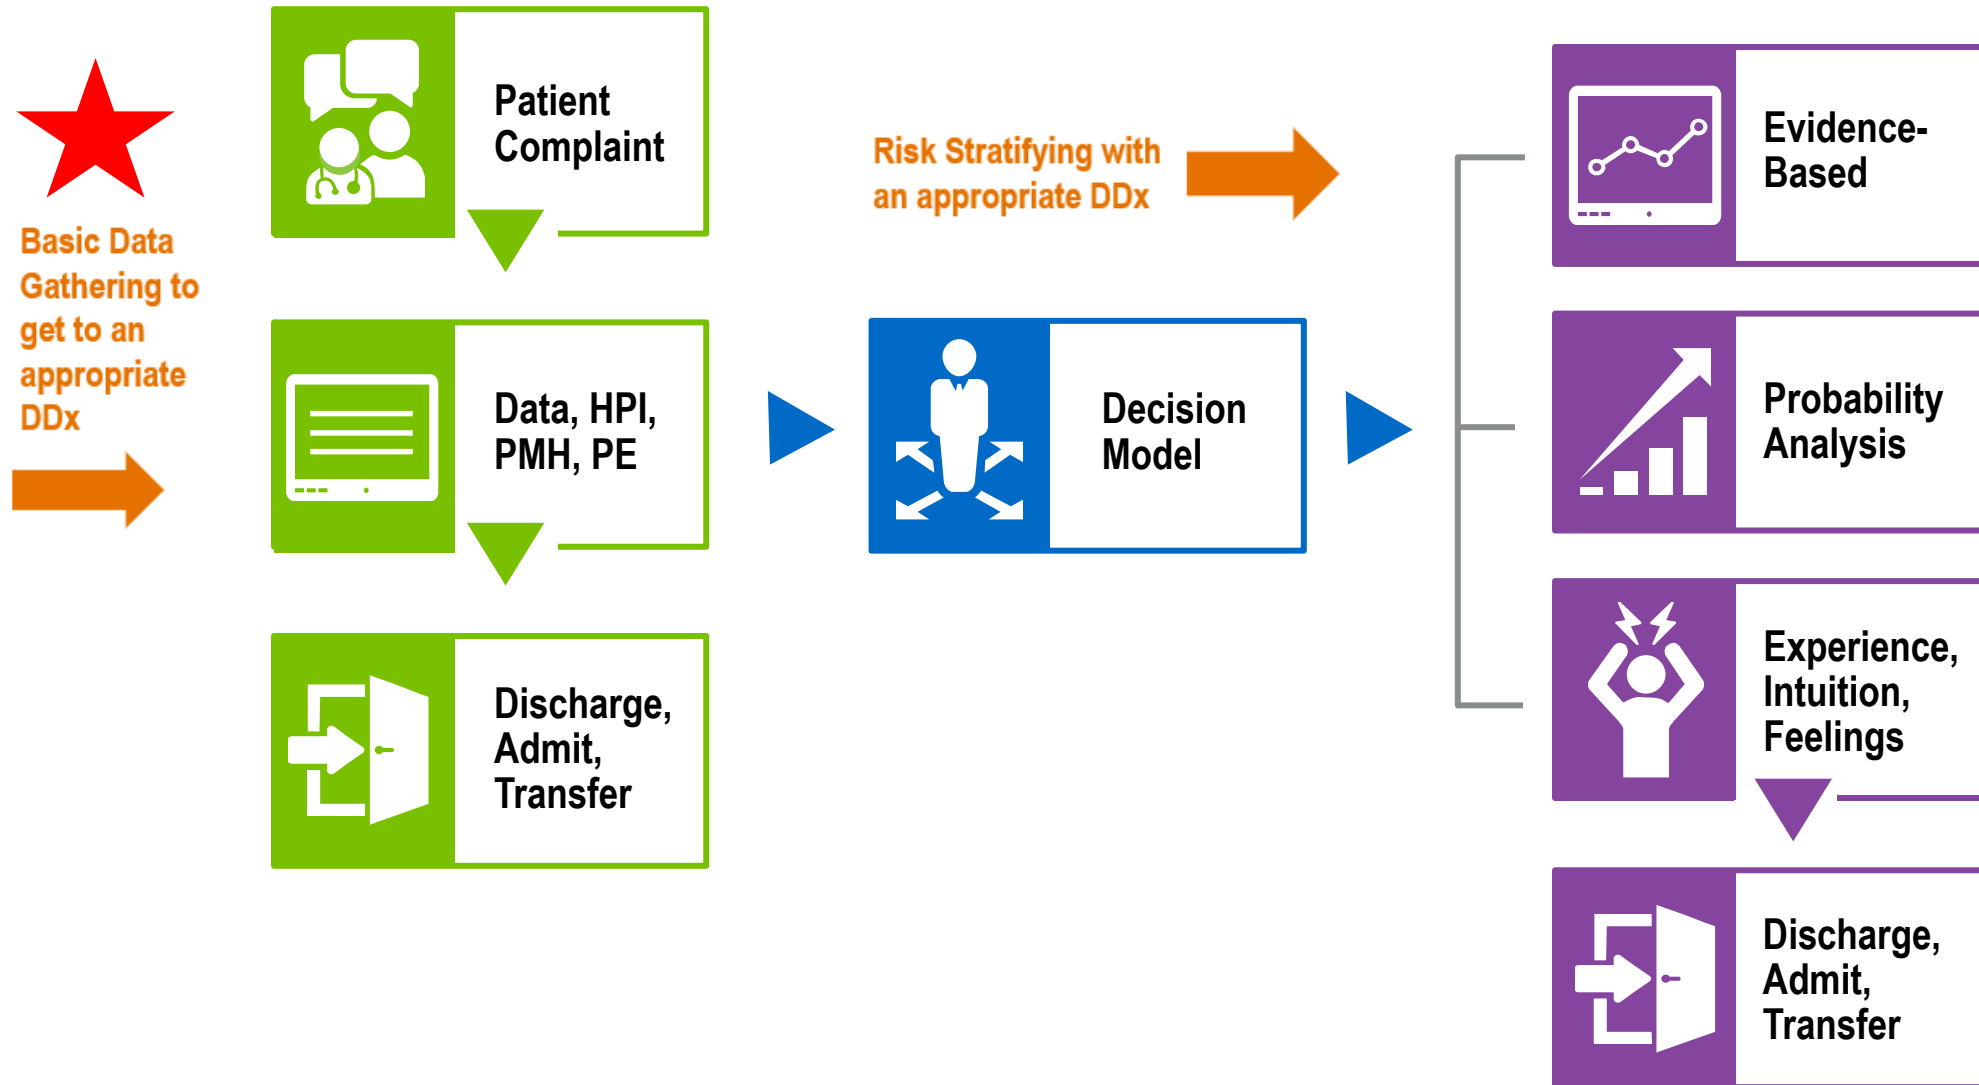 Basic Data
Gathering to
get to an
appropriate
DDx
Patient
Complaint
Data, HPI,
PMH, PE
Discharge,
Admit,
Transfer
Risk Stratifying with
an appropriate DDx
Decision
Model
Evidence-
Based
Probability
Analysis
Experience,
Intuition,
Feelings
Discharge,
Admit,
Transfer